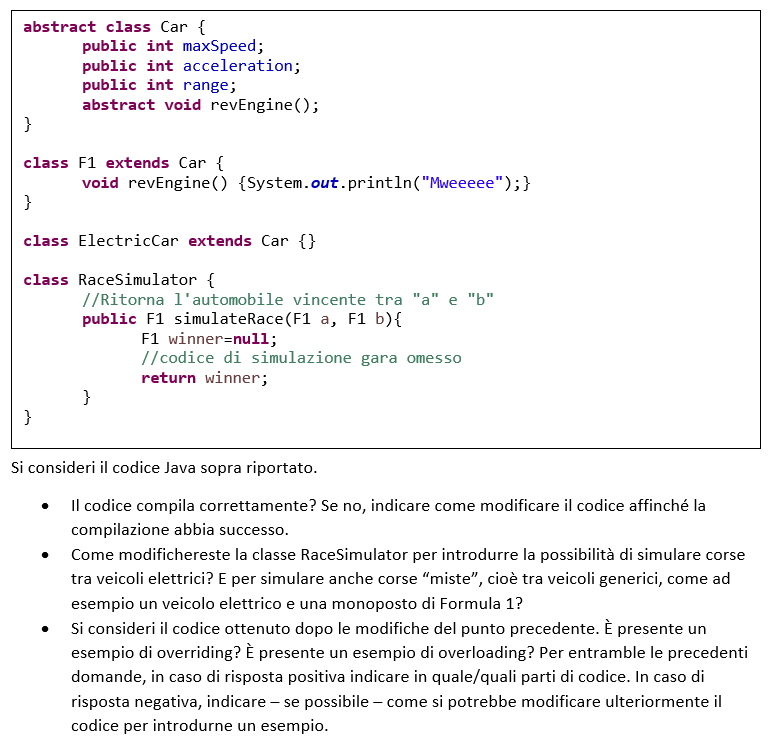 abstract class Car {
public int maxSpeed;
public int acceleration;
public int range;
abstract void revEngine();
}
class F1 extends Car {
void revEngine() {System.out.println("Mweeeee");}
}
class ElectricCar extends Car {}
class RaceSimulator {
//Ritorna l'automobile vincente tra "a" e "b"
public F1 simulateRace(F1 a, F1 b){
F1 winner=null;
//codice di simulazione gara omesso
return winner;
}
}
Si consideri il codice Java sopra riportato.
• Il codice compila correttamente? Se no, indicare come modificare il codice affinché la
compilazione abbia successo.
• Come modifichereste la classe RaceSimulator per introdurre la possibilità di simulare corse
tra veicoli elettrici? E per simulare anche corse “miste”, cioè tra veicoli generici, come ad
esempio un veicolo elettrico e una monoposto di Formula 1?
• Si consideri il codice ottenuto dopo le modifiche del punto precedente. È presente un
esempio di overriding? È presente un esempio di overloading? Per entramble le precedenti
domande, in caso di risposta positiva indicare in quale/quali parti di codice. In caso di
risposta negativa, indicare – se possibile – come si potrebbe modificare ulteriormente il
codice per introdurne un esempio.